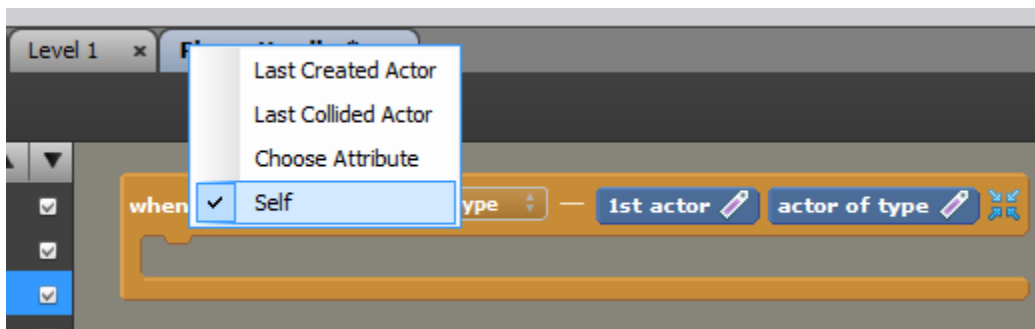 Level 1
Last Created Actor
Last Collided Actor
Choose Attribute
Self
when
ype
— 1st actor
actor of type